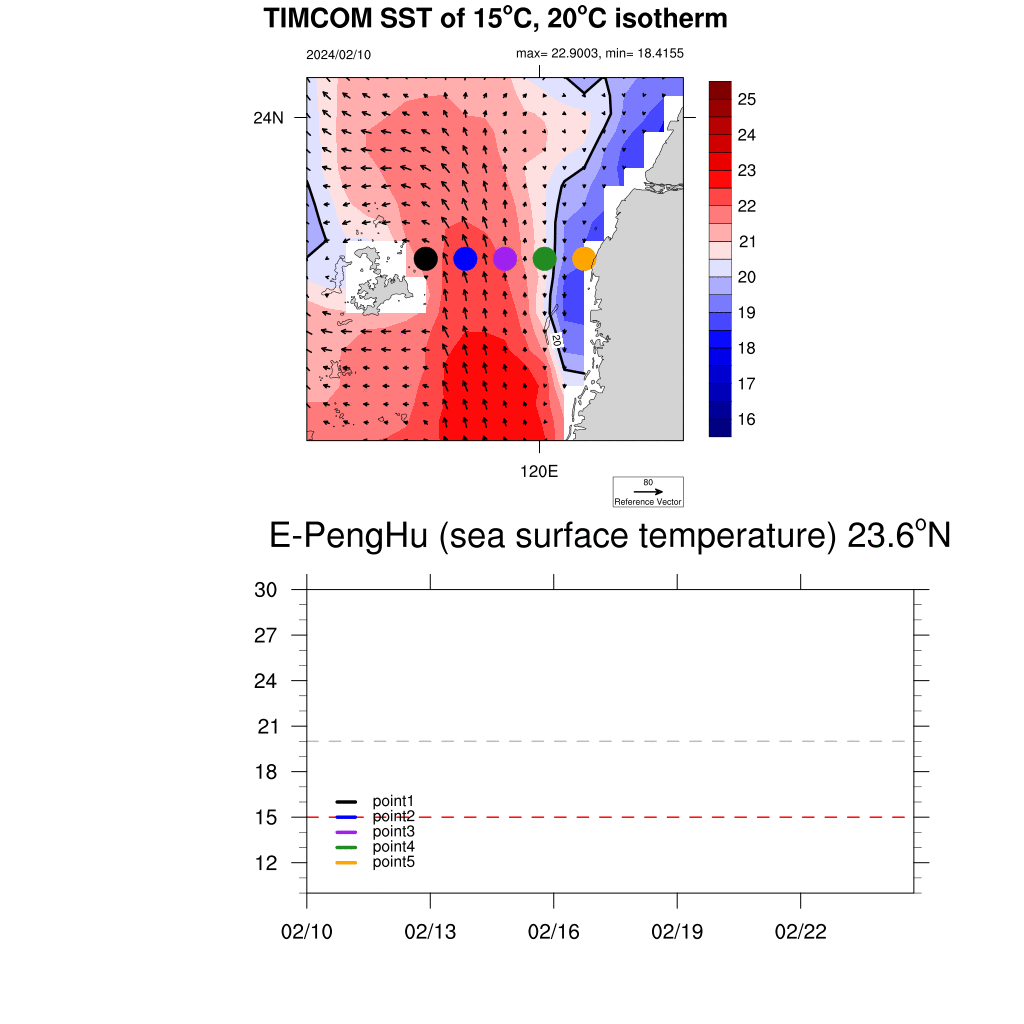 TIMCOM SST of 15°C, 20°C isotherm
2024/02/10
max= 22.9003, min= 18.4155
24N
120E
20
25
24
23
22
21
20
19
18
17
16
80
Reference Vector
E-PengHu (sea surface temperature) 23.6°N
30
27
24
21
18
15
12
point1
point2
point3
point4
point5
02/10
02/13
02/16
02/19
02/22